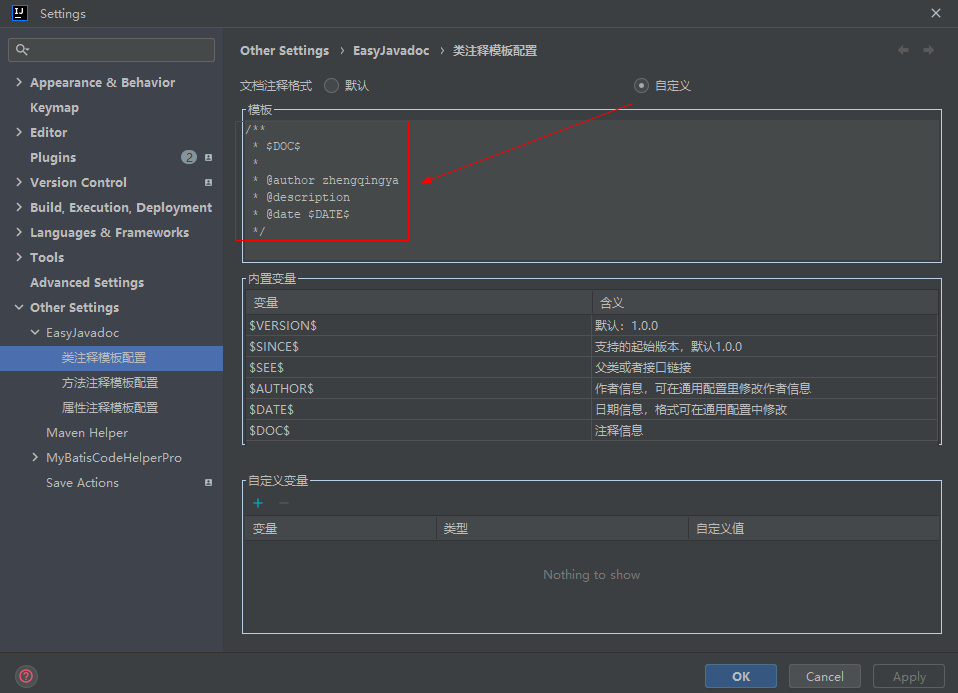 IJ
Settings
Appearance & Behavior
Keymap
Editor
Plugins 2
Version Control
Build, Execution, Deployment
Languages & Frameworks
Tools
Advanced Settings
Other Settings
EasyJavadoc
类注释模板配置
方法注释模板配置
属性注释模板配置
Maven Helper
MyBatisCodeHelperPro
Save Actions
Other Settings › EasyJavadoc › 类注释模板配置
文档注释格式 默认 自定义
模板
/**
* $DOC$
*
* @author zhengqingya
* @description
* @date $DATE$
*/
内置变量
变量 含义
$VERSION$ 默认：1.0.0
$SINCE$ 支持的起始版本，默认1.0.0
$SEE$ 父类或者接口链接
$AUTHOR$ 作者信息，可在通用配置里修改作者信息
$DATE$ 日期信息，格式可在通用配置中修改
$DOC$ 注释信息
自定义变量
+ −
变量 类型 自定义值
Nothing to show
?
OK Cancel Apply